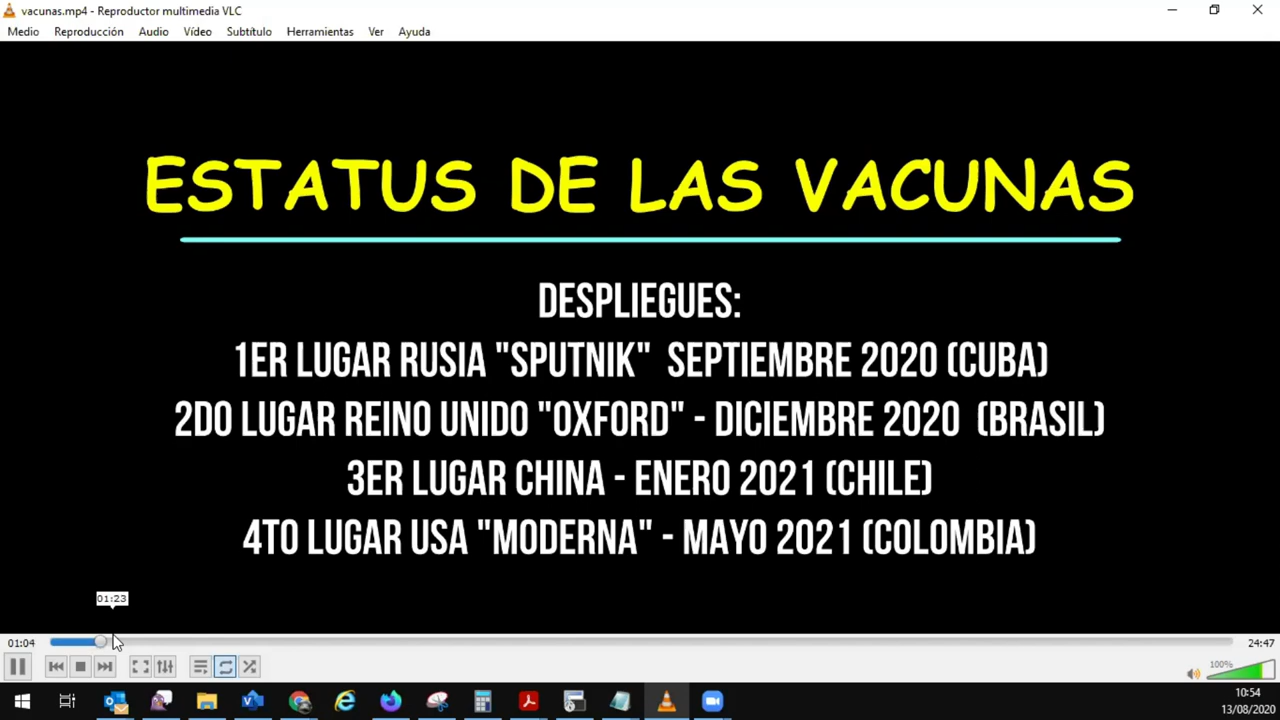 vacunas.mp4 - Reproductor multimedia VLC
Medio Reproducción Audio Vídeo Subtítulo Herramientas Ver Ayuda
ESTATUS DE LAS VACUNAS
DESPLIEGUES:
1ER LUGAR RUSIA "SPUTNIK" SEPTIEMBRE 2020 (CUBA)
2DO LUGAR REINO UNIDO "OXFORD" - DICIEMBRE 2020 (BRASIL)
3ER LUGAR CHINA - ENERO 2021 (CHILE)
4TO LUGAR USA "MODERNA" - MAYO 2021 (COLOMBIA)
01:23
01:04 24:47
100%
10:54
13/08/2020